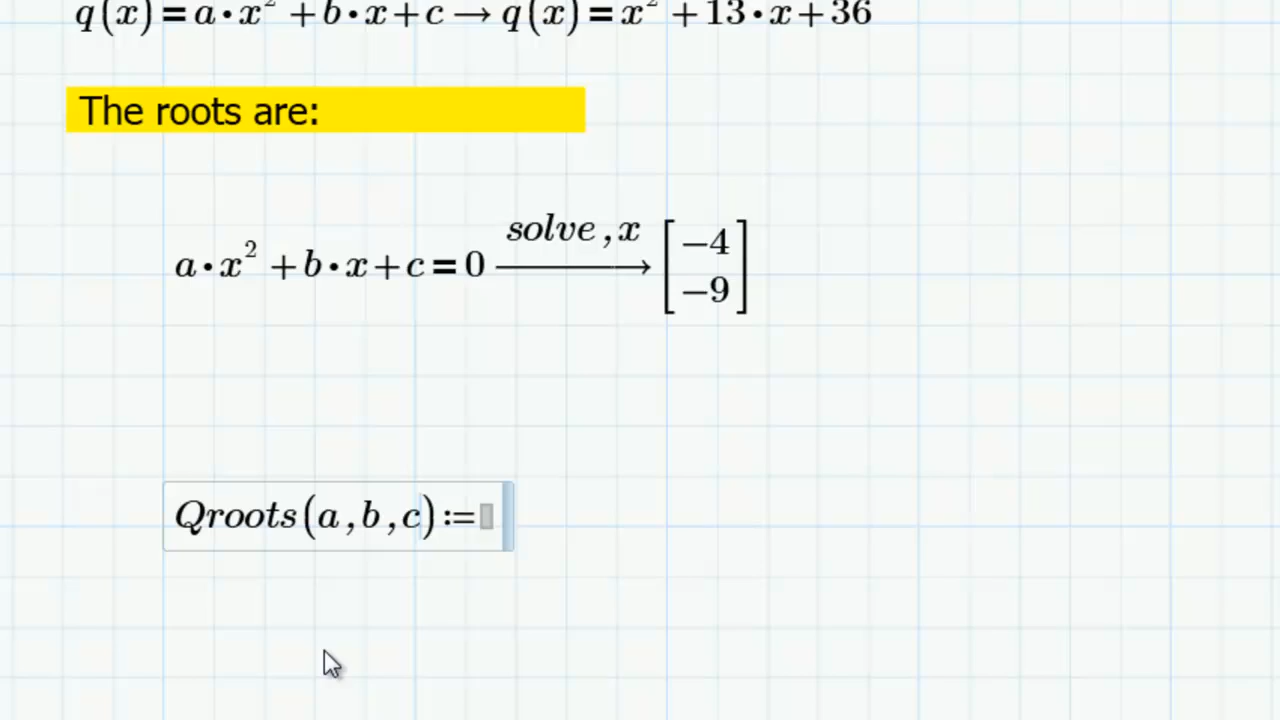 q(x)=a·x²+b·x+c→q(x)=x²+13·x+36
The roots are:
solve,x
a·x²+b·x+c=0 → [−4
−9]
Qroots(a,b,c):=